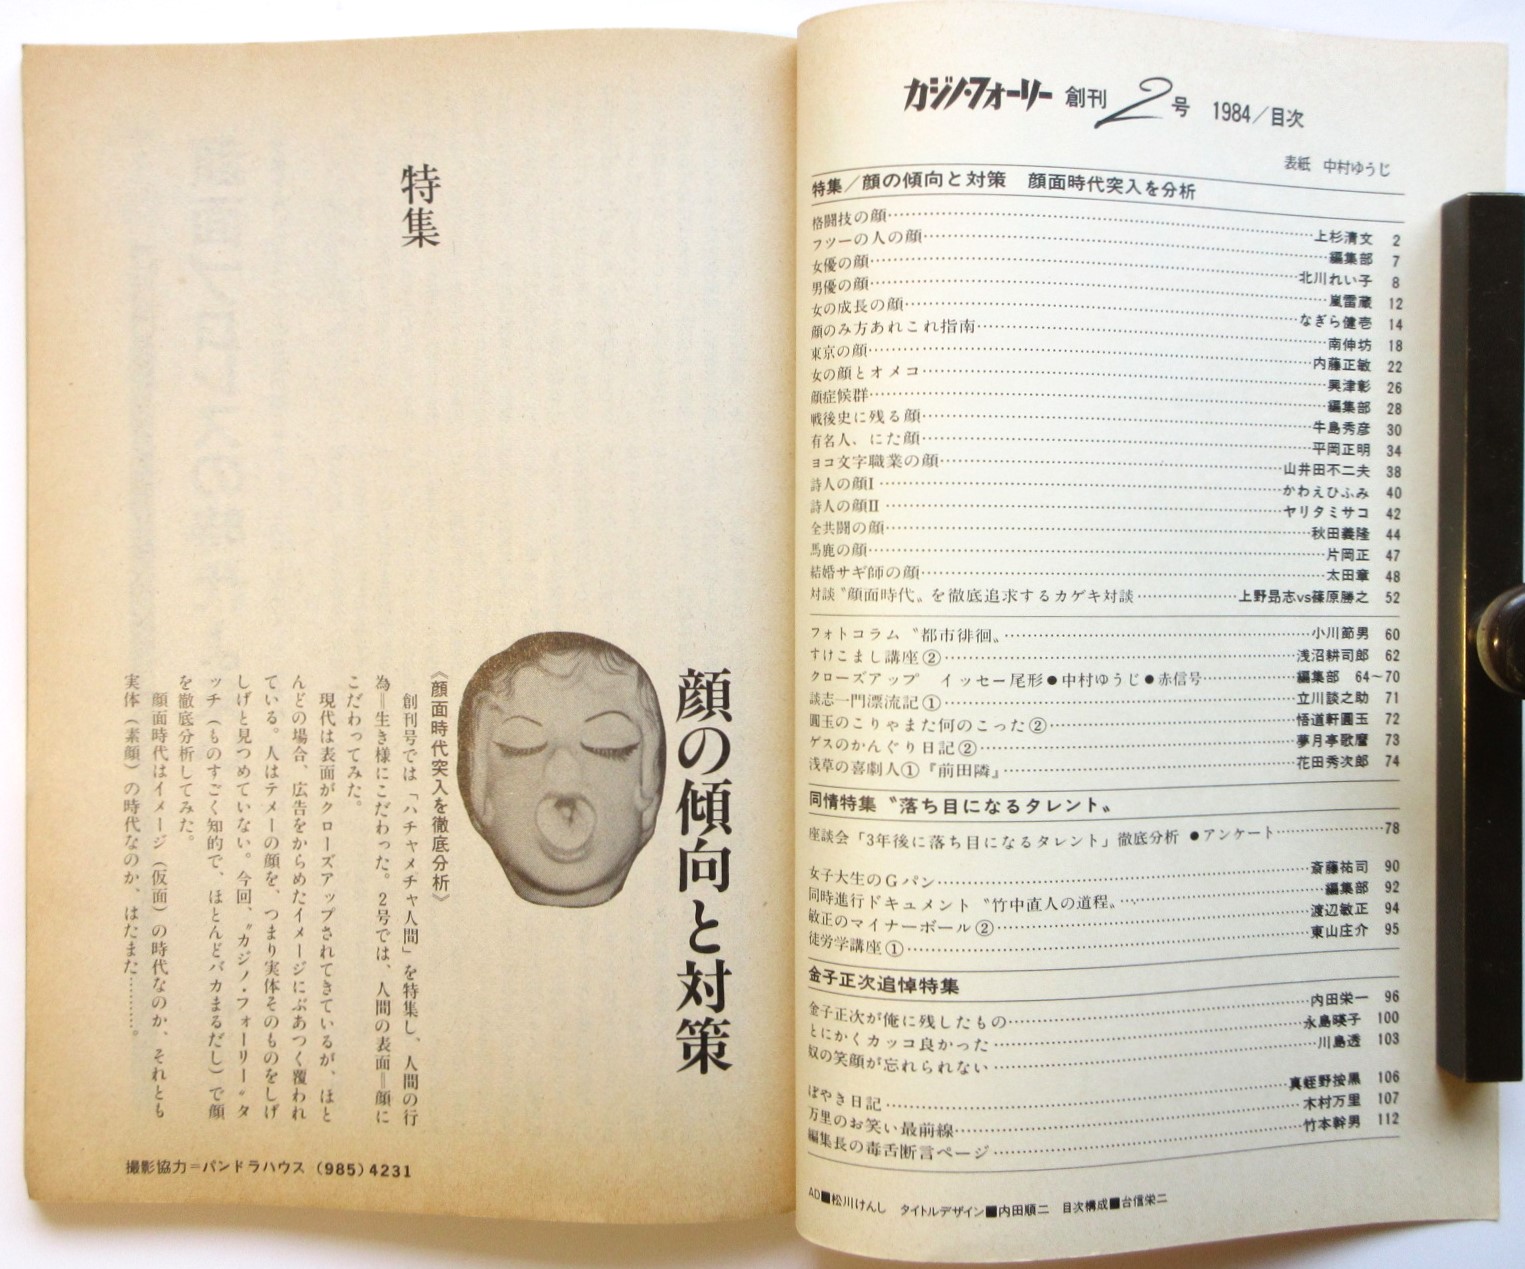 特集
顔の傾向と対策
《顔面時代突入を徹底分析》
創刊号では「ハチャメチャ人間」を特集し、人間の行
為＝生き様にこだわった。２号では、人間の表面＝顔に
こだわってみた。
現代は表面がクローズアップされてきているが、ほと
んどの場合、広告をからめたイメージにぶあつく覆われ
ている。人はテメーの顔を、つまり実体そのものをしげ
しげと見つめていない。今回、〝カジノ・フォーリー〟タ
ッチ（ものすごく知的で、ほとんどバカまるだし）で顔
を徹底分析してみた。
顔面時代はイメージ（仮面）の時代なのか、それとも
実体（素顔）の時代なのか、はたまた………。
撮影協力＝パンドラハウス (985)4231
カジノ・フォーリー 創刊2号 1984／目次
表紙 中村ゆうじ
特集／顔の傾向と対策 顔面時代突入を分析
格闘技の顔……上杉清文 2
フツーの人の顔……編集部 7
女優の顔……北川れい子 8
男優の顔……嵐雷蔵 12
女の成長の顔……なぎら健壱 14
顔のみ方あれこれ指南……南伸坊 18
東京の顔……内藤正敏 22
女の顔とオメコ……興津彰 26
顔症候群……編集部 28
戦後史に残る顔……牛島秀彦 30
有名人、にた顔……平岡正明 34
ヨコ文字職業の顔……山井田不二夫 38
詩人の顔I……かわえひふみ 40
詩人の顔II……ヤリタミサコ 42
全共闘の顔……秋田義隆 44
馬鹿の顔……片岡正 47
結婚サギ師の顔……太田章 48
対談〝顔面時代〟を徹底追求するカゲキ対談……上野昻志vs篠原勝之 52
フォトコラム〝都市徘徊〟……小川節男 60
すけこまし講座②……浅沼耕司郎 62
クローズアップ イッセー尾形●中村ゆうじ●赤信号……編集部 64～70
談志一門漂流記①……立川談之助 71
圓玉のこりゃまた何のこった②……悟道軒圓玉 72
ゲスのかんぐり日記②……夢月亭歌麿 73
浅草の喜劇人①『前田隣』……花田秀次郎 74
同情特集〝落ち目になるタレント〟
座談会「3年後に落ち目になるタレント」徹底分析 ●アンケート……78
女子大生のGパン……斎藤祐司 90
同時進行ドキュメント〝竹中直人の道程〟……編集部 92
敏正のマイナーボール②……渡辺敏正 94
徒労学講座①……東山庄介 95
金子正次追悼特集
金子正次が俺に残したもの……内田栄一 96
とにかくカッコ良かった……永島暎子 100
奴の笑顔が忘れられない……川島透 103
ぼやき日記……真蛭野按黒 106
万里のお笑い最前線……木村万里 107
編集長の毒舌断言ページ……竹本幹男 112
AD■松川けんし タイトルデザイン■内田順二 目次構成■台信栄二